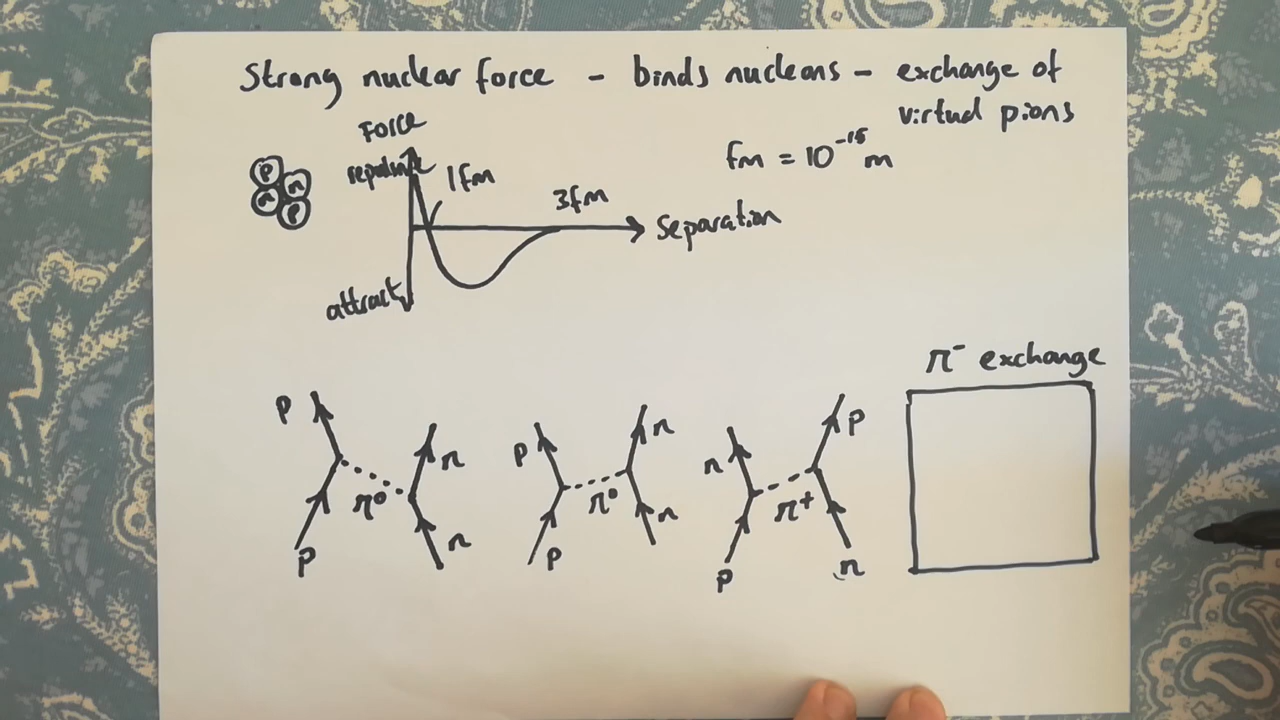 Strong nuclear force - binds nucleons - exchange of
virtual pions
Force
repulsive
1fm
3fm
Separation
attract
fm = 10⁻¹⁵ m
p n
n p
π⁻ exchange
p n p n n p
π⁰ π⁰ π⁺
p n p n p n